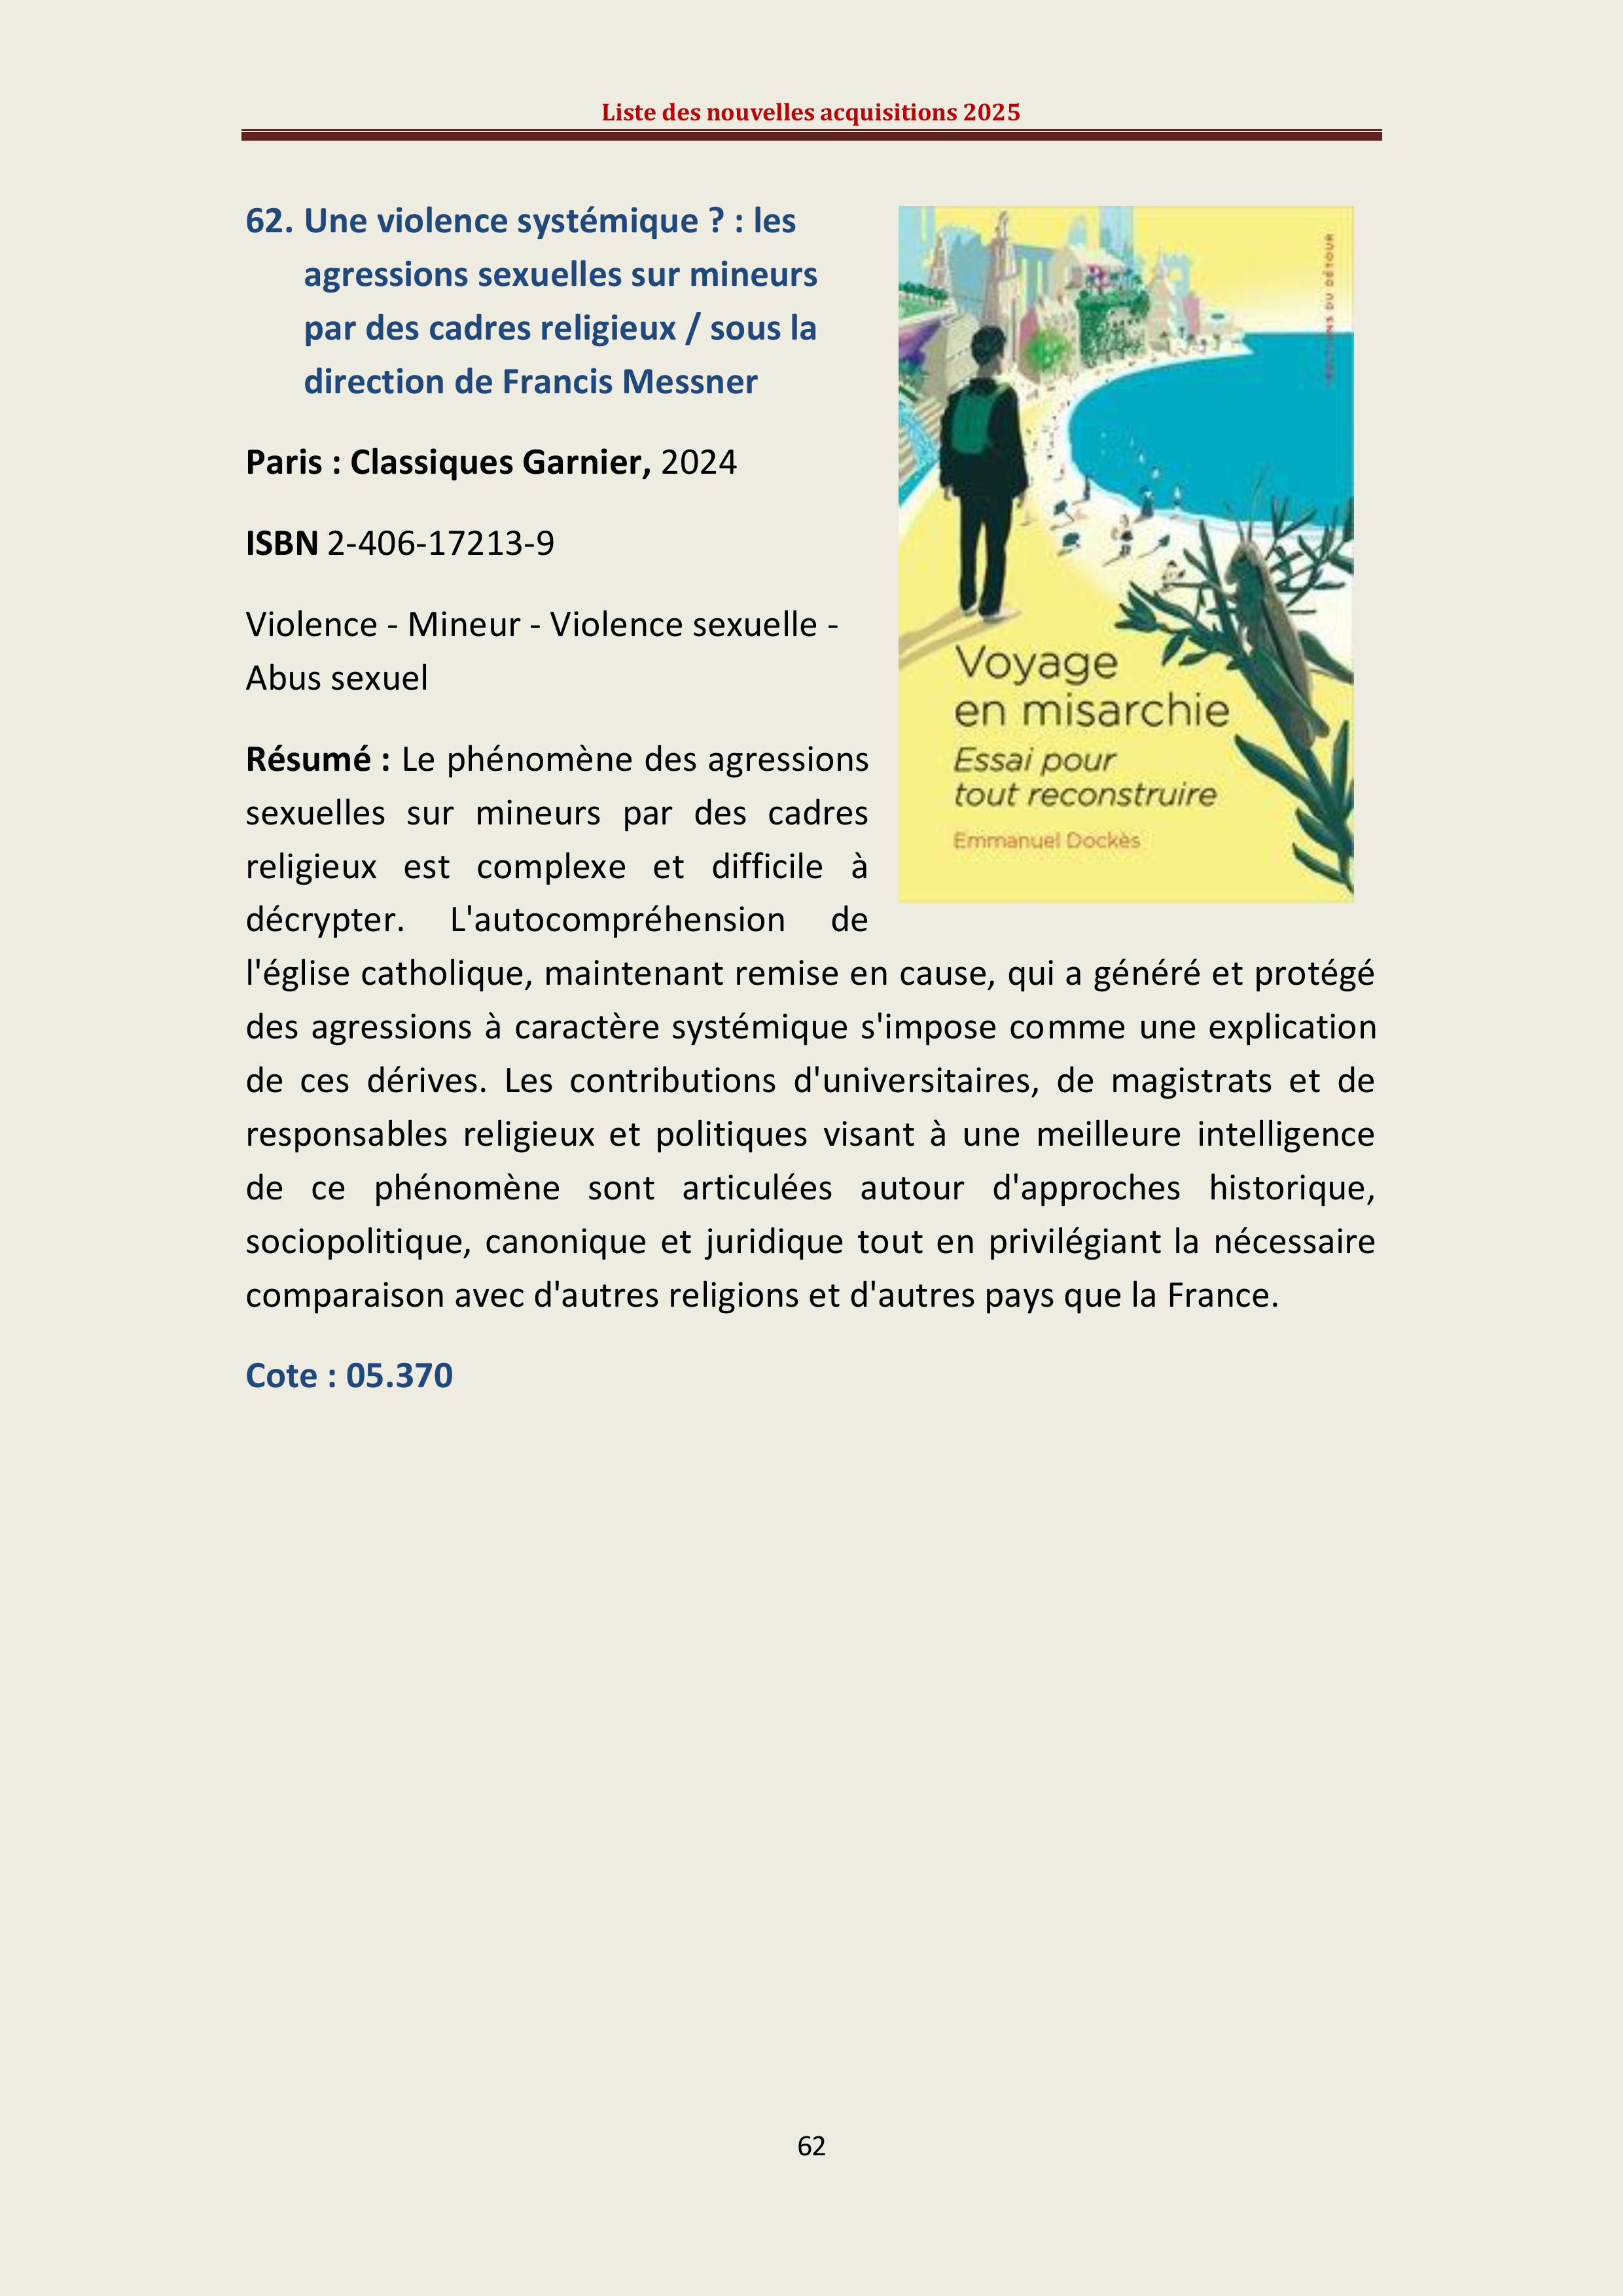 Liste des nouvelles acquisitions 2025
62. Une violence systémique ? : les
agressions sexuelles sur mineurs
par des cadres religieux / sous la
direction de Francis Messner
Paris : Classiques Garnier, 2024
ISBN 2-406-17213-9
Violence - Mineur - Violence sexuelle -
Abus sexuel
Résumé : Le phénomène des agressions
sexuelles sur mineurs par des cadres
religieux est complexe et difficile à
décrypter. L'autocompréhension de
l'église catholique, maintenant remise en cause, qui a généré et protégé
des agressions à caractère systémique s'impose comme une explication
de ces dérives. Les contributions d'universitaires, de magistrats et de
responsables religieux et politiques visant à une meilleure intelligence
de ce phénomène sont articulées autour d'approches historique,
sociopolitique, canonique et juridique tout en privilégiant la nécessaire
comparaison avec d'autres religions et d'autres pays que la France.
Cote : 05.370
ÉDITIONS DU DÉTOUR
Voyage
en misarchie
Essai pour
tout reconstruire
Emmanuel Dockès
62